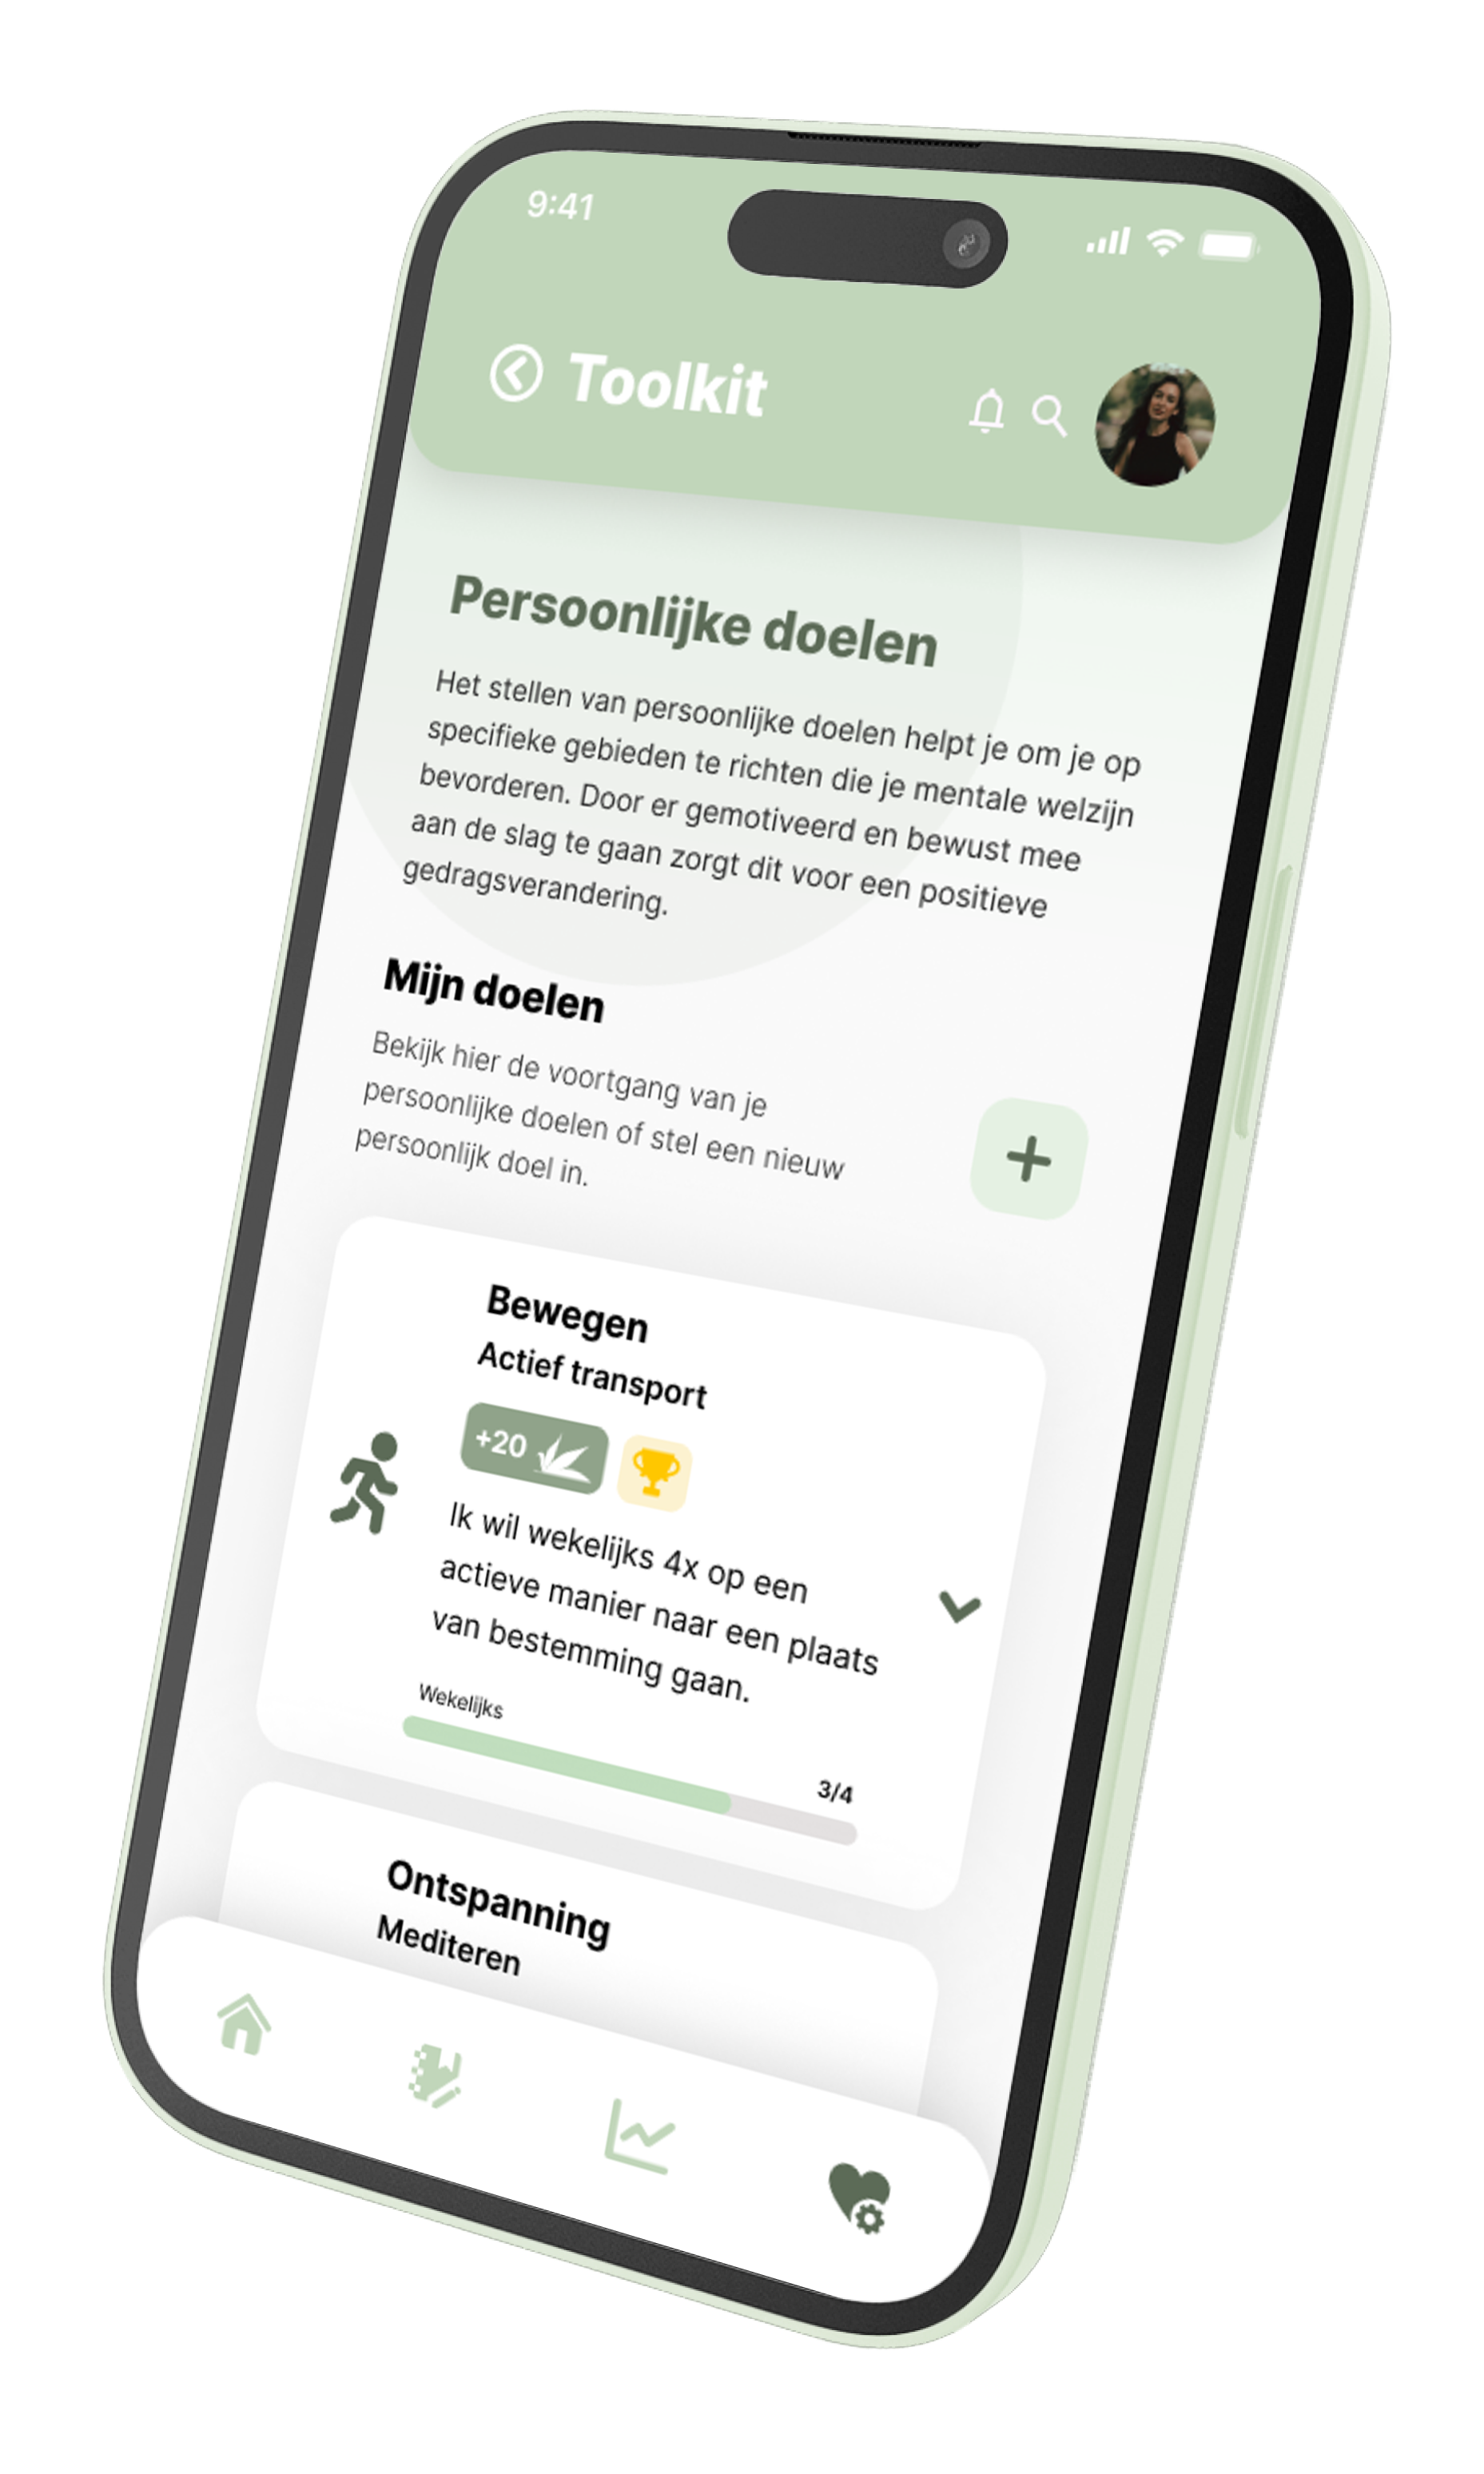 9:41
Toolkit
Persoonlijke doelen
Het stellen van persoonlijke doelen helpt je om je op
specifieke gebieden te richten die je mentale welzijn
bevorderen. Door er gemotiveerd en bewust mee
aan de slag te gaan zorgt dit voor een positieve
gedragsverandering.
Mijn doelen
Bekijk hier de voortgang van je
persoonlijke doelen of stel een nieuw
persoonlijk doel in.
Bewegen
Actief transport
+20
Ik wil wekelijks 4x op een
actieve manier naar een plaats
van bestemming gaan.
Wekelijks
3/4
Ontspanning
Mediteren